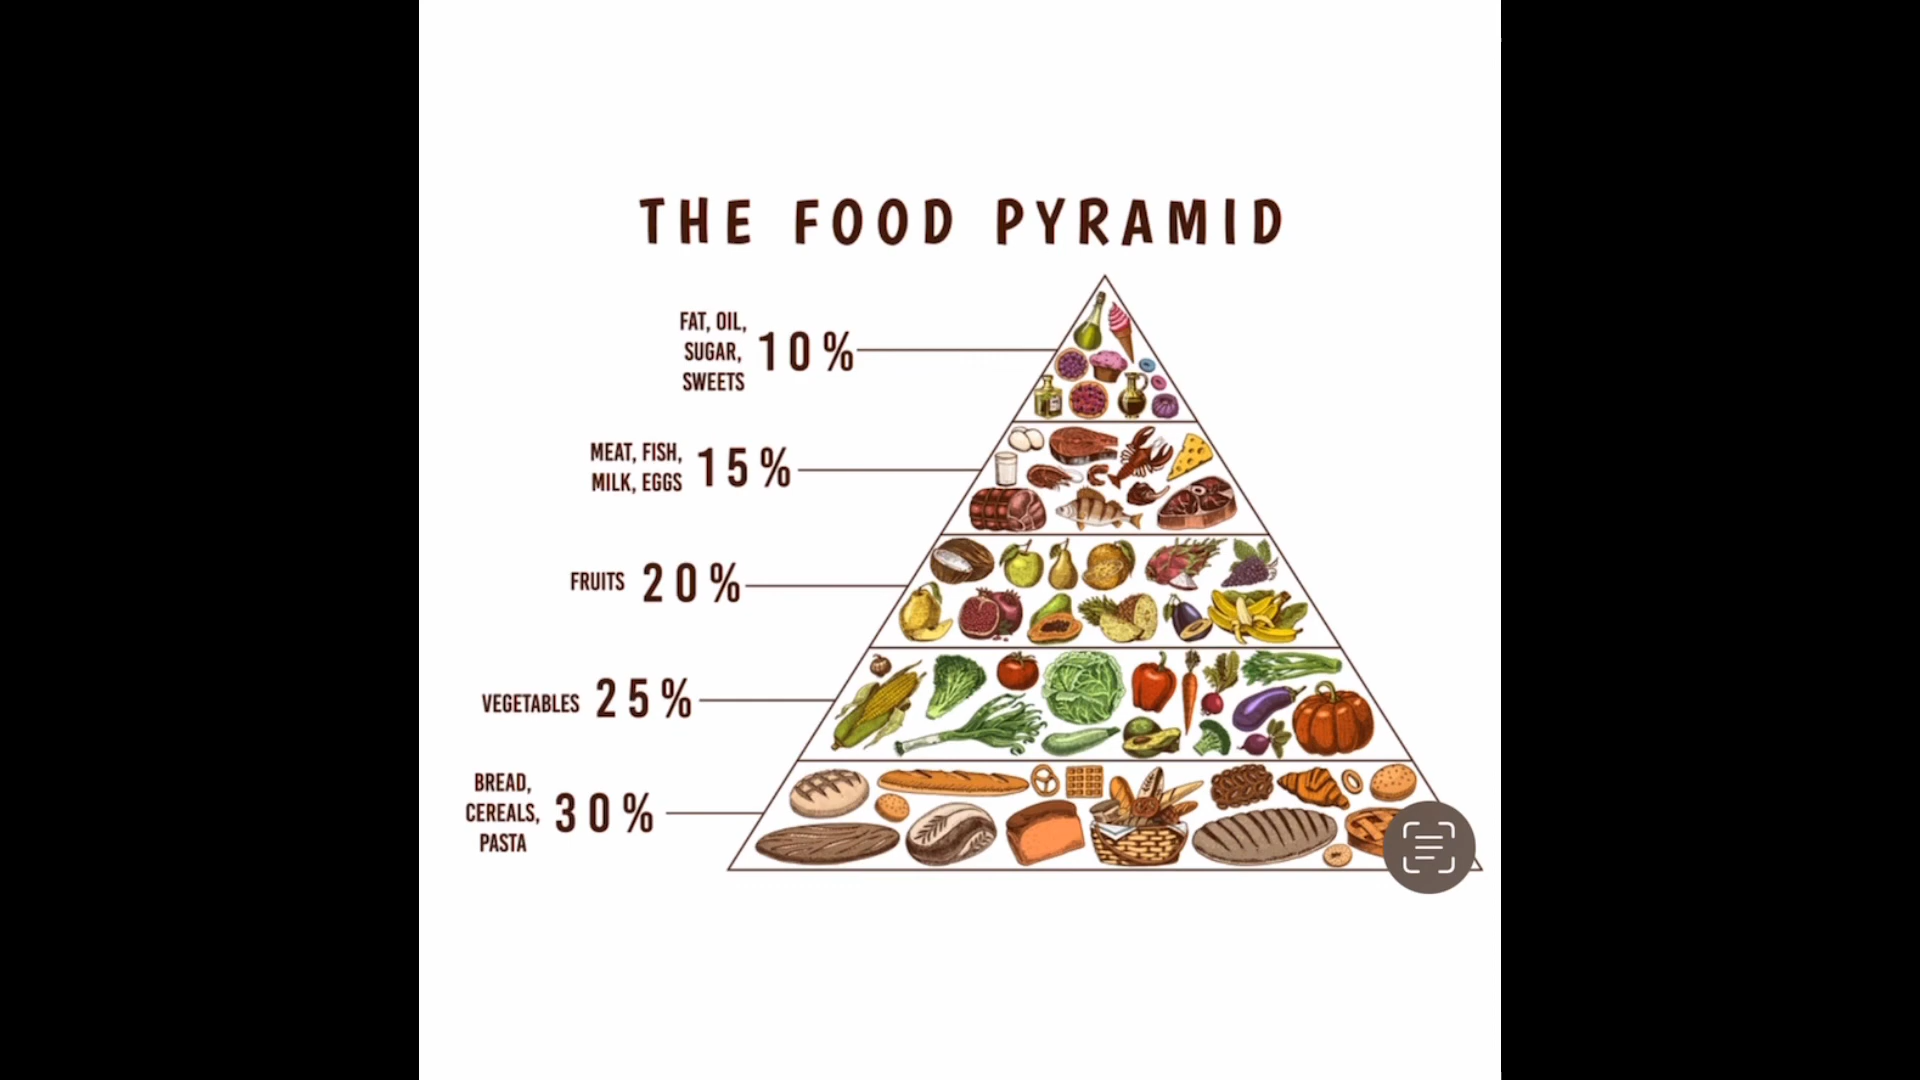 THE FOOD PYRAMID
FAT, OIL,
SUGAR,
SWEETS
10%
MEAT, FISH,
MILK, EGGS
15%
FRUITS 20%
VEGETABLES 25%
BREAD,
CEREALS,
PASTA
30%